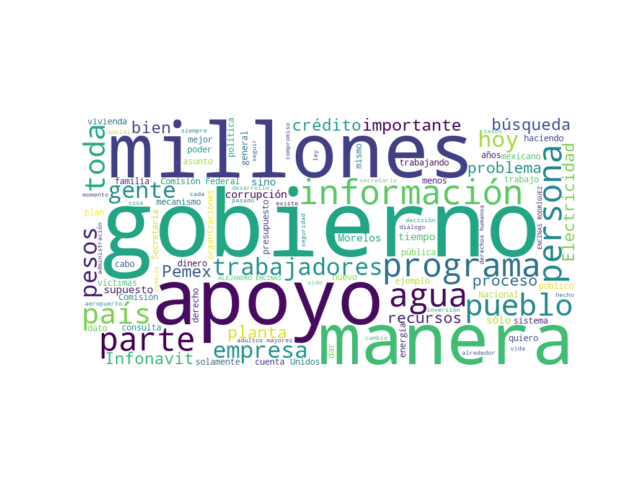 vivienda
siempre
social
bien
mejor
poder
asunto
política
general
seguir
millones
compromiso
ley
crédito
importante
mismo
trabajando
hoy
casos
búsqueda
haciendo
años
mexicano
problema
trabajo
menos
toda
gente
familia
Comisión Federal
sino
desarrollo
secretario
información
persona
Electricidad
momento
cada
cosa
mecanismo
corrupción
pasado
existe
plan
pesos
administración
gobierno
organizaciones
presupuesto
seguridad
Morelos
decisión
diálogo
tiempo
pública
derechos humanos
ENCINAS RODRÍGUEZ
Secretaría
víctimas
cabo
dinero
Pemex
trabajadores
programa
ALEJANDRO ENCINAS
sido
nuevo
ejemplo
proceso
público
supuesto
Comisión
derecho
apoyo
agua
inversión
Nacional
pueblo
hecho
aeropuerto
país
dato
consulta
planta
recursos
sólo
sistema
parte
manera
cambio
energía
quiero
adultos mayores
empresa
dar
alrededor
vida
Infonavit
solamente
cuenta
Unidos